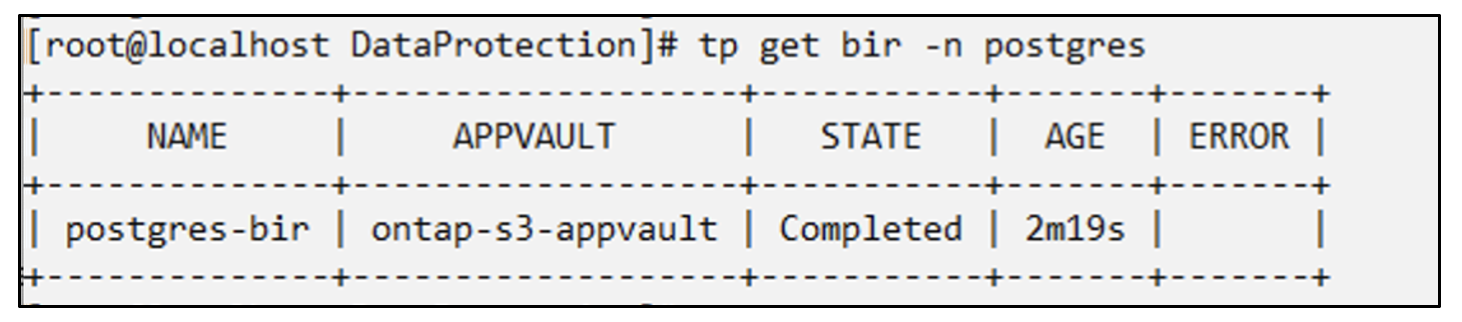 [root@localhost DataProtection]# tp get bir -n postgres
+--------------+-------------------+-----------+-------+-------+
|     NAME     |     APPVAULT      |   STATE   |  AGE  | ERROR |
+--------------+-------------------+-----------+-------+-------+
| postgres-bir | ontap-s3-appvault | Completed | 2m19s |       |
+--------------+-------------------+-----------+-------+-------+